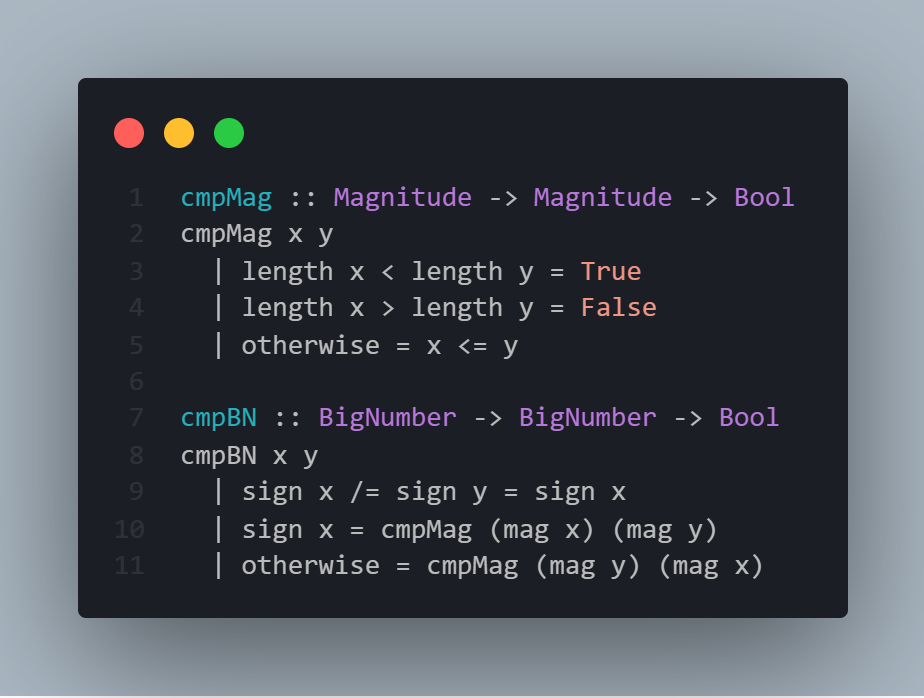 1 cmpMag :: Magnitude -> Magnitude -> Bool
2 cmpMag x y
3   | length x < length y = True
4   | length x > length y = False
5   | otherwise = x <= y
6
7 cmpBN :: BigNumber -> BigNumber -> Bool
8 cmpBN x y
9   | sign x /= sign y = sign x
10   | sign x = cmpMag (mag x) (mag y)
11   | otherwise = cmpMag (mag y) (mag x)